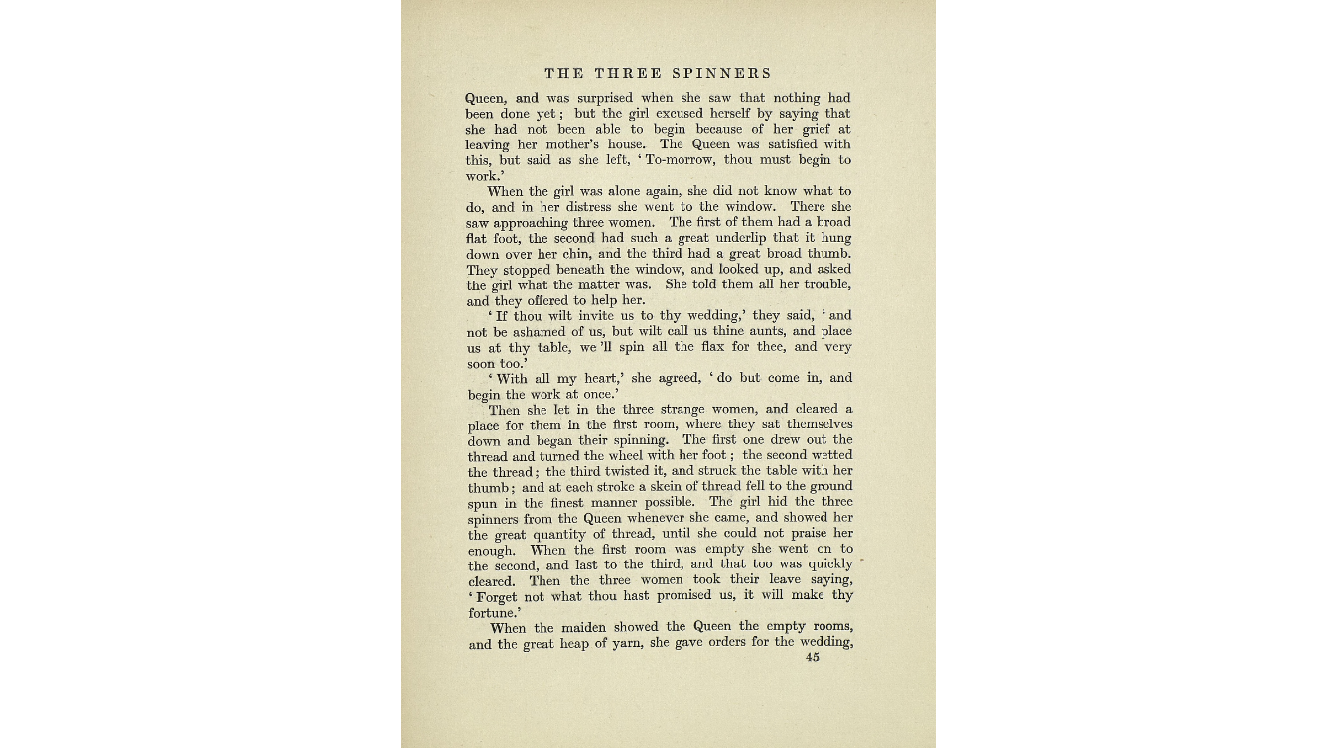 THE THREE SPINNERS
Queen, and was surprised when she saw that nothing had
been done yet ; but the girl excused herself by saying that
she had not been able to begin because of her grief at
leaving her mother's house. The Queen was satisfied with
this, but said as she left, ‘ To-morrow, thou must begin to
work.’
When the girl was alone again, she did not know what to
do, and in her distress she went to the window. There she
saw approaching three women. The first of them had a broad
flat foot, the second had such a great underlip that it hung
down over her chin, and the third had a great broad thumb.
They stopped beneath the window, and looked up, and asked
the girl what the matter was. She told them all her trouble,
and they offered to help her.
‘ If thou wilt invite us to thy wedding,’ they said, ‘ and
not be ashamed of us, but wilt call us thine aunts, and place
us at thy table, we ’ll spin all the flax for thee, and very
soon too.’
‘ With all my heart,’ she agreed, ‘ do but come in, and
begin the work at once.’
Then she let in the three strange women, and cleared a
place for them in the first room, where they sat themselves
down and began their spinning. The first one drew out the
thread and turned the wheel with her foot ; the second wetted
the thread ; the third twisted it, and struck the table with her
thumb ; and at each stroke a skein of thread fell to the ground
spun in the finest manner possible. The girl hid the three
spinners from the Queen whenever she came, and showed her
the great quantity of thread, until she could not praise her
enough. When the first room was empty she went on to
the second, and last to the third, and that too was quickly
cleared. Then the three women took their leave saying,
‘ Forget not what thou hast promised us, it will make thy
fortune.’
When the maiden showed the Queen the empty rooms,
and the great heap of yarn, she gave orders for the wedding,
45